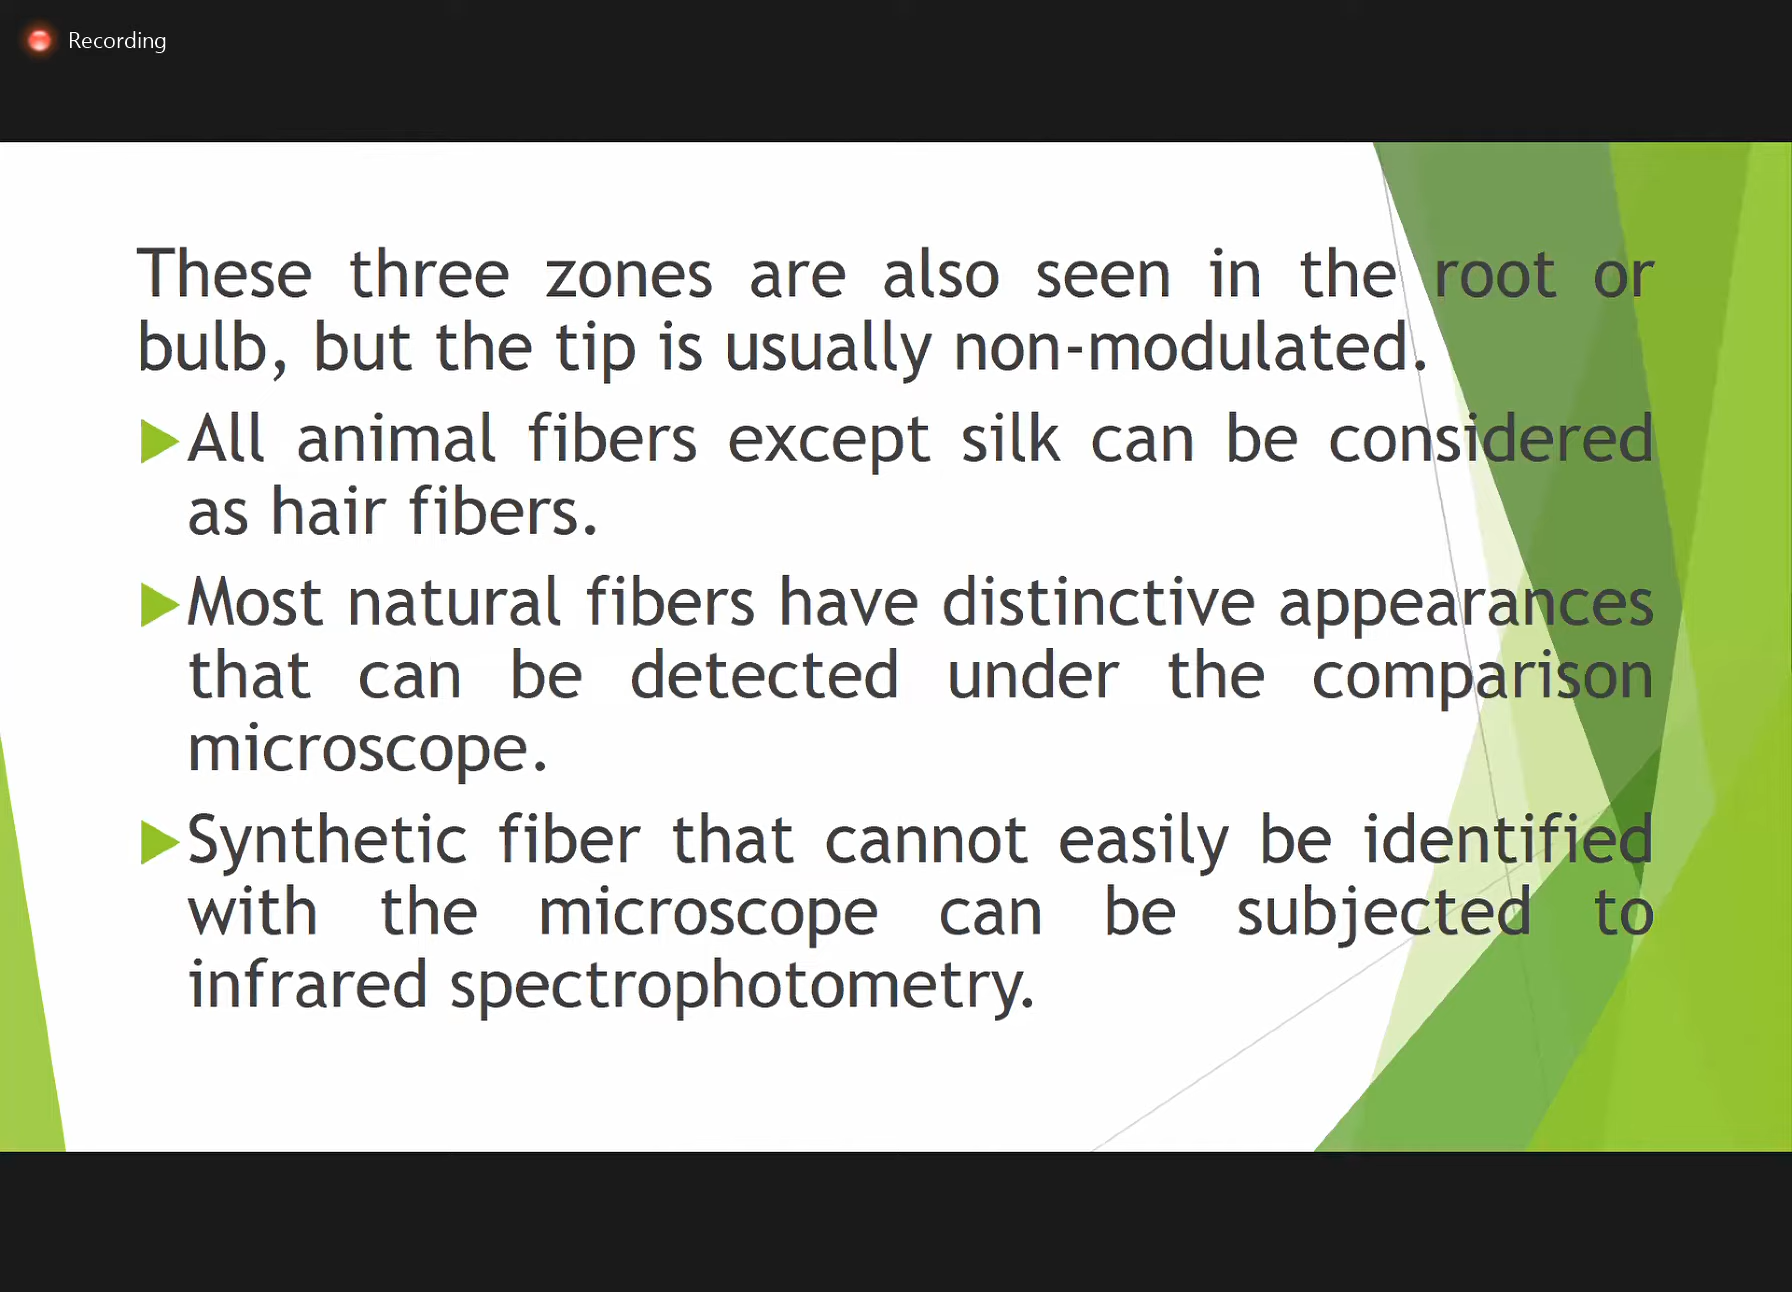 Recording
These three zones are also seen in the root or
bulb, but the tip is usually non-modulated.
All animal fibers except silk can be considered
as hair fibers.
Most natural fibers have distinctive appearances
that can be detected under the comparison
microscope.
Synthetic fiber that cannot easily be identified
with the microscope can be subjected to
infrared spectrophotometry.